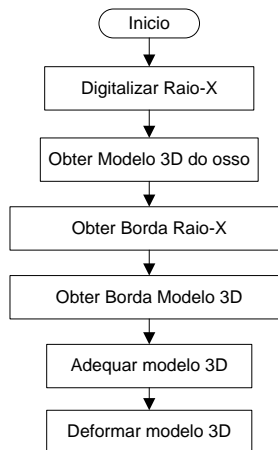 Inicio
Digitalizar Raio-X
Obter Modelo 3D do osso
Obter Borda Raio-X
Obter Borda Modelo 3D
Adequar modelo 3D
Deformar modelo 3D